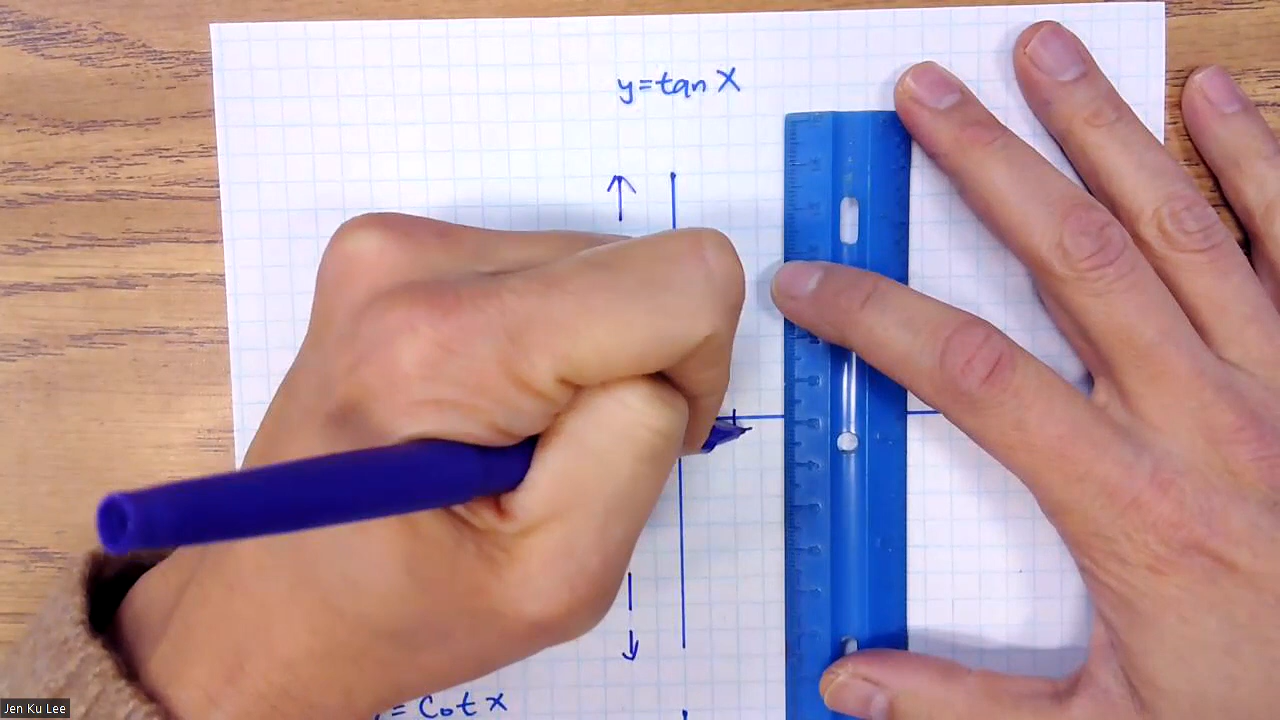 y=tan x
= Cot x
Jen Ku Lee